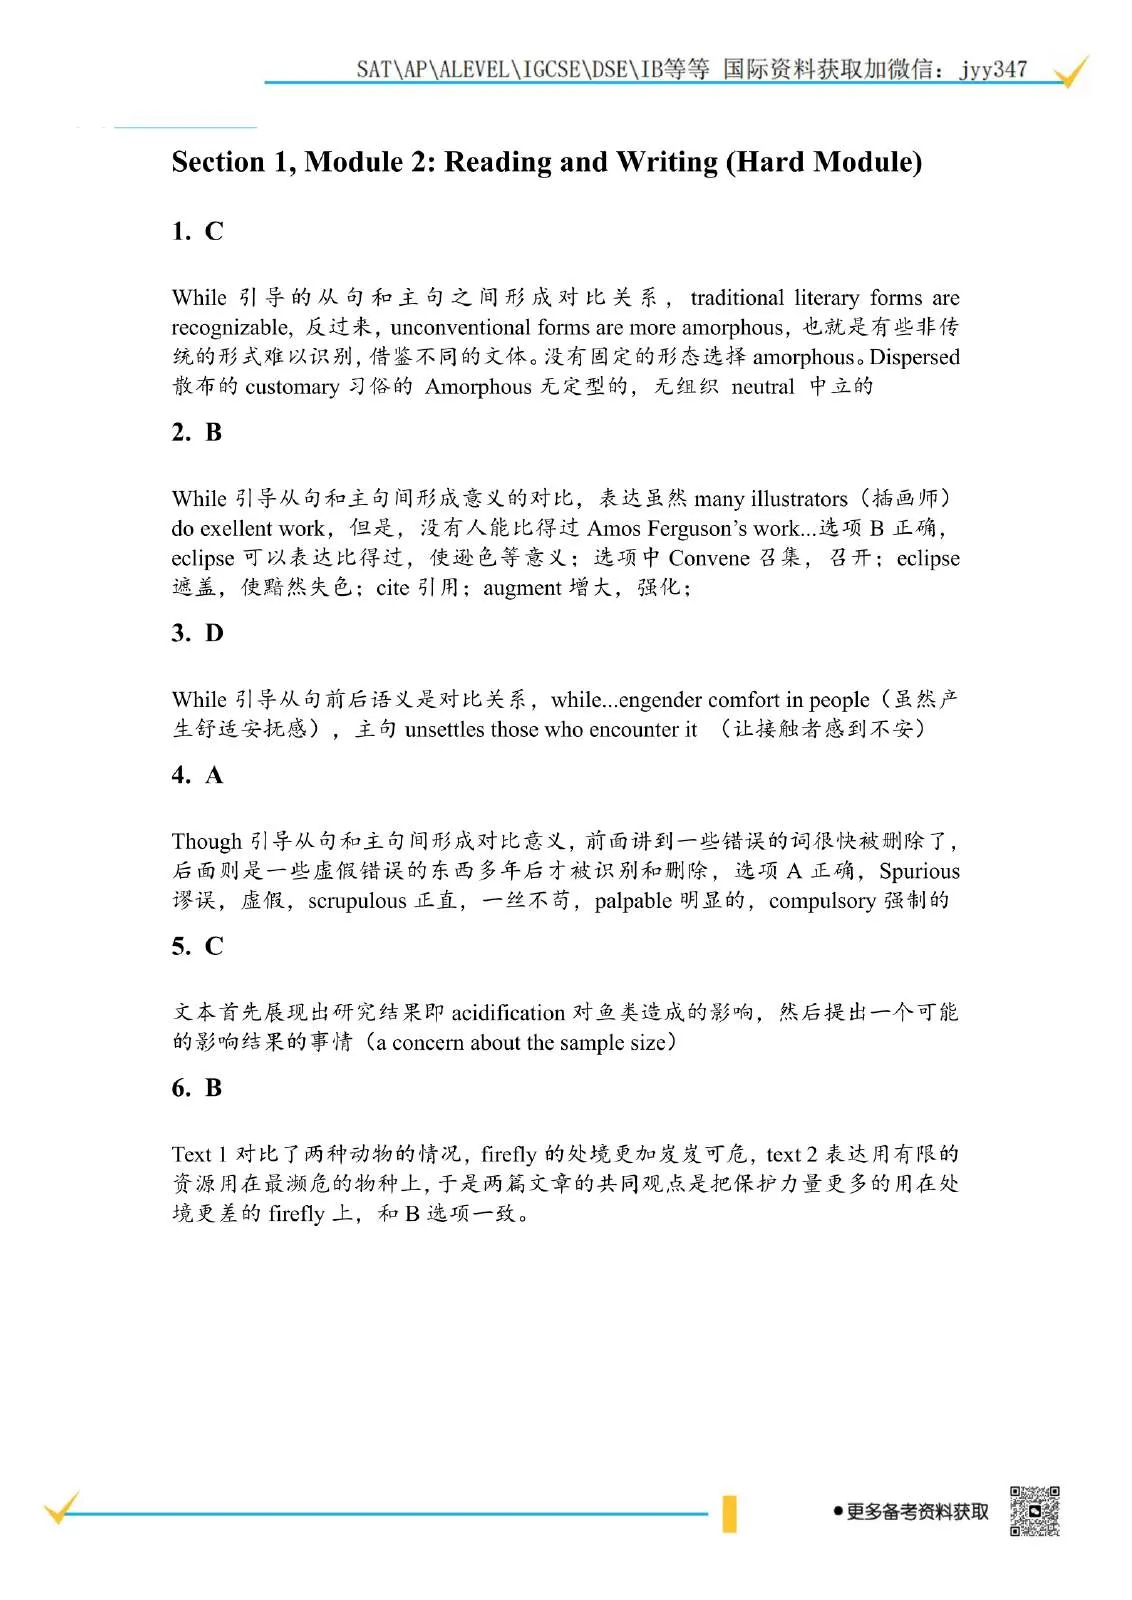 SAT\AP\ALEVEL\IGCSE\DSE\IB等等 国际资料获取加微信：jyy347
Section 1, Module 2: Reading and Writing (Hard Module)
1. C
While 引导的从句和主句之间形成对比关系，traditional literary forms are
recognizable, 反过来，unconventional forms are more amorphous，也就是有些非传
统的形式难以识别，借鉴不同的文体。没有固定的形态选择 amorphous。Dispersed
散布的 customary 习俗的 Amorphous 无定型的，无组织 neutral 中立的
2. B
While 引导从句和主句间形成意义的对比，表达虽然 many illustrators（插画师）
do exellent work，但是，没有人能比得过 Amos Ferguson’s work...选项 B 正确，
eclipse 可以表达比得过，使逊色等意义；选项中 Convene 召集，召开；eclipse
遮盖，使黯然失色；cite 引用；augment 增大，强化；
3. D
While 引导从句前后语义是对比关系，while...engender comfort in people（虽然产
生舒适安抚感），主句 unsettles those who encounter it （让接触者感到不安）
4. A
Though 引导从句和主句间形成对比意义，前面讲到一些错误的词很快被删除了，
后面则是一些虚假错误的东西多年后才被识别和删除，选项 A 正确，Spurious
谬误，虚假，scrupulous 正直，一丝不苟，palpable 明显的，compulsory 强制的
5. C
文本首先展现出研究结果即 acidification 对鱼类造成的影响，然后提出一个可能
的影响结果的事情（a concern about the sample size）
6. B
Text 1 对比了两种动物的情况，firefly 的处境更加岌岌可危，text 2 表达用有限的
资源用在最濒危的物种上，于是两篇文章的共同观点是把保护力量更多的用在处
境更差的 firefly 上，和 B 选项一致。
●更多备考资料获取